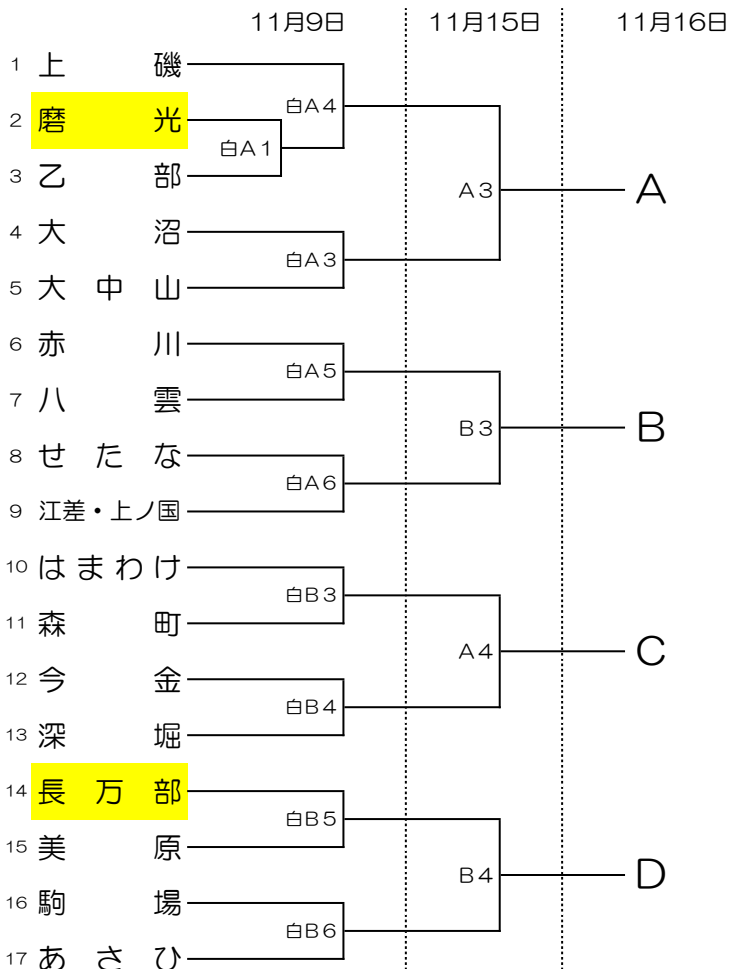 11月9日 11月15日 11月16日
1 上磯
白A4
2 磨光
白A1
3 乙部
A3 A
4 大沼
白A3
5 大中山
6 赤川
白A5
7 八雲
B3 B
8 せたな
白A6
9 江差・上ノ国
10 はまわけ
白B3
11 森町
A4 C
12 今金
白B4
13 深堀
14 長万部
白B5
15 美原
B4 D
16 駒場
白B6
17 あさひ